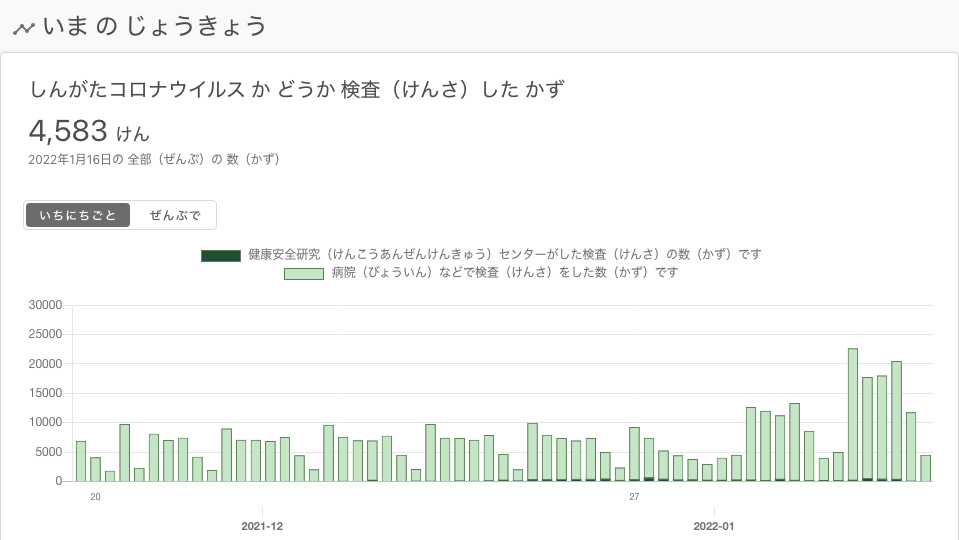 いま の じょうきょう
しんがたコロナウイルス か どうか 検査（けんさ）した かず
4,583 けん
2022年1月16日の 全部（ぜんぶ）の 数（かず）
いちにちごと ぜんぶで
健康安全研究（けんこうあんぜんけんきゅう）センターがした検査（けんさ）の数（かず）です
病院（びょういん）などで検査（けんさ）をした数（かず）です
30000
25000
20000
15000
10000
5000
0
20 27
2021-12 2022-01